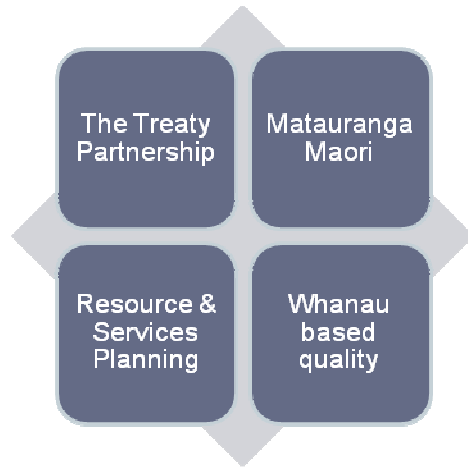 The Treaty
Partnership
Matauranga
Maori
Resource &
Services
Planning
Whanau
based
quality